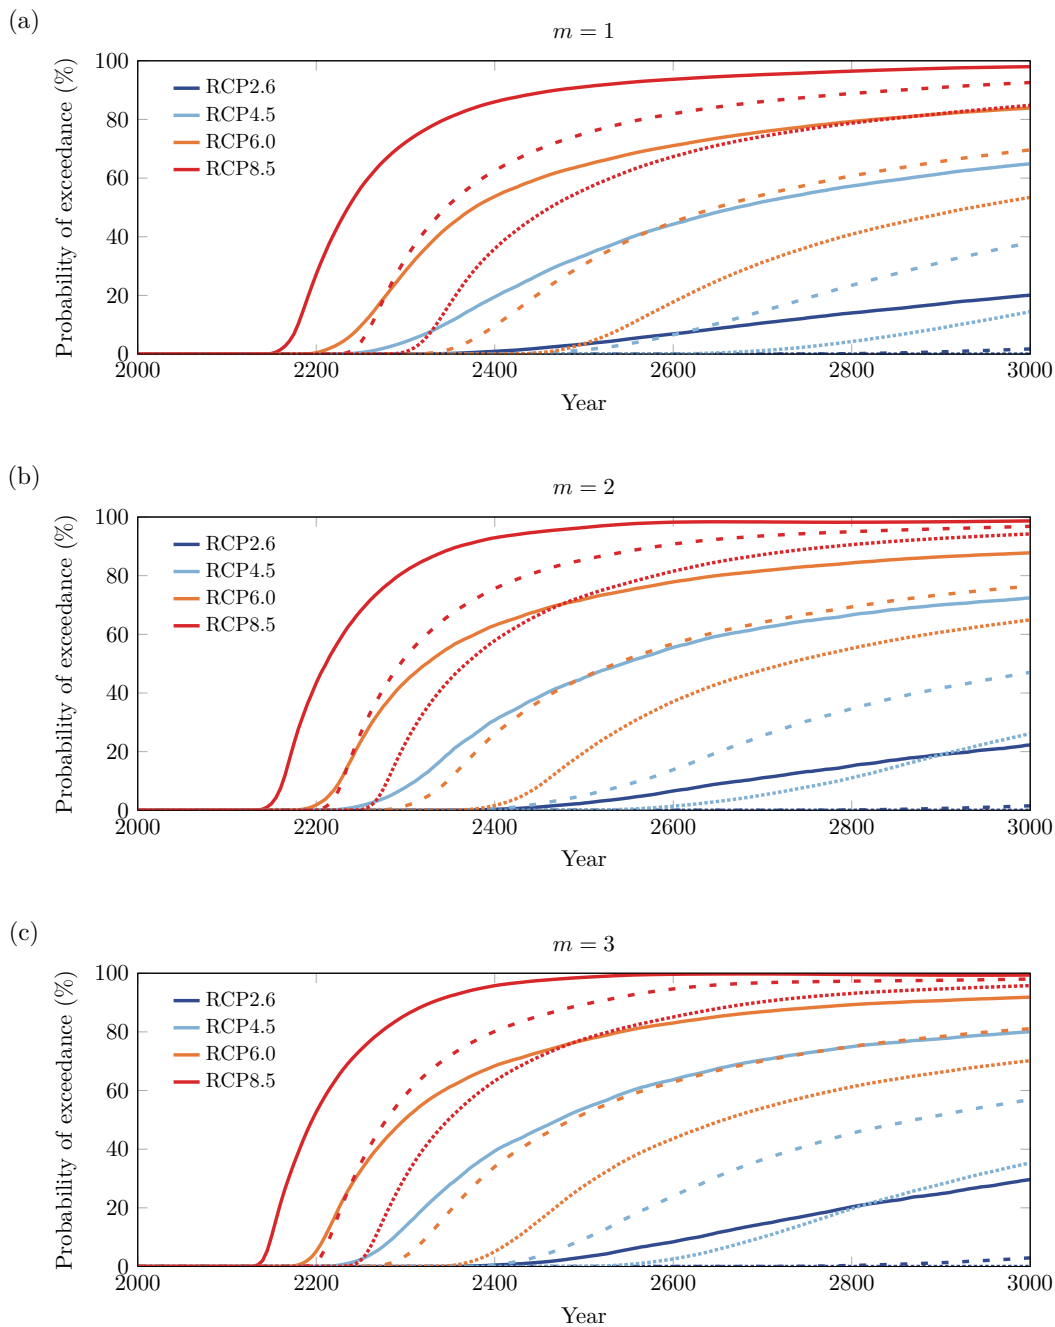 (a)
m = 1
Probability of exceedance (%)
100
80
60
40
20
0
RCP2.6
RCP4.5
RCP6.0
RCP8.5
2000 2200 2400 2600 2800 3000
Year
(b)
m = 2
Probability of exceedance (%)
100
80
60
40
20
0
RCP2.6
RCP4.5
RCP6.0
RCP8.5
2000 2200 2400 2600 2800 3000
Year
(c)
m = 3
Probability of exceedance (%)
100
80
60
40
20
0
RCP2.6
RCP4.5
RCP6.0
RCP8.5
2000 2200 2400 2600 2800 3000
Year